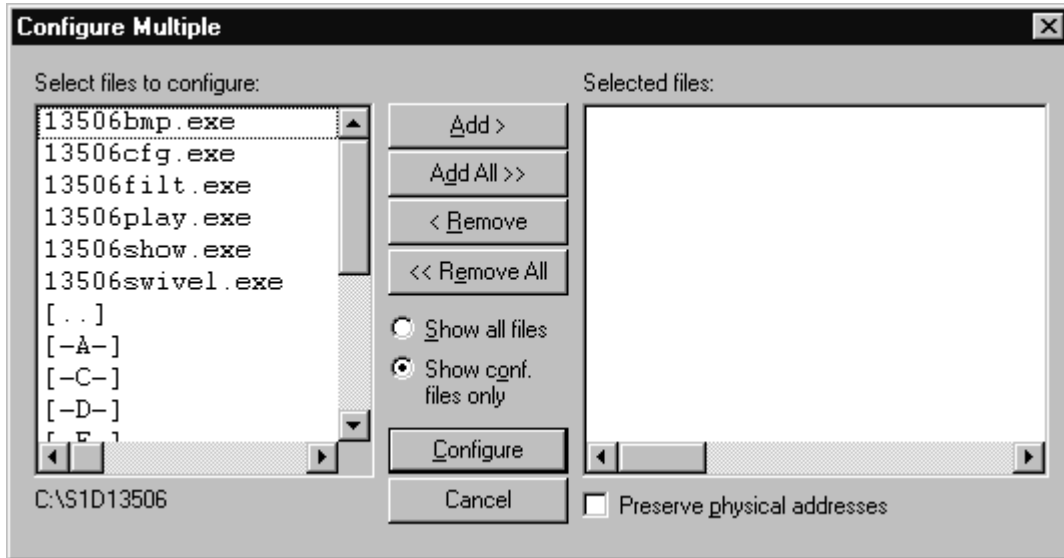 Configure Multiple
Select files to configure:
13506bmp.exe
13506cfg.exe
13506filt.exe
13506play.exe
13506show.exe
13506swivel.exe
[..]
[-A-]
[-C-]
[-D-]
C:\S1D13506
Add >
Add All >>
< Remove
<< Remove All
Show all files
Show conf.
files only
Configure
Cancel
Selected files:
Preserve physical addresses